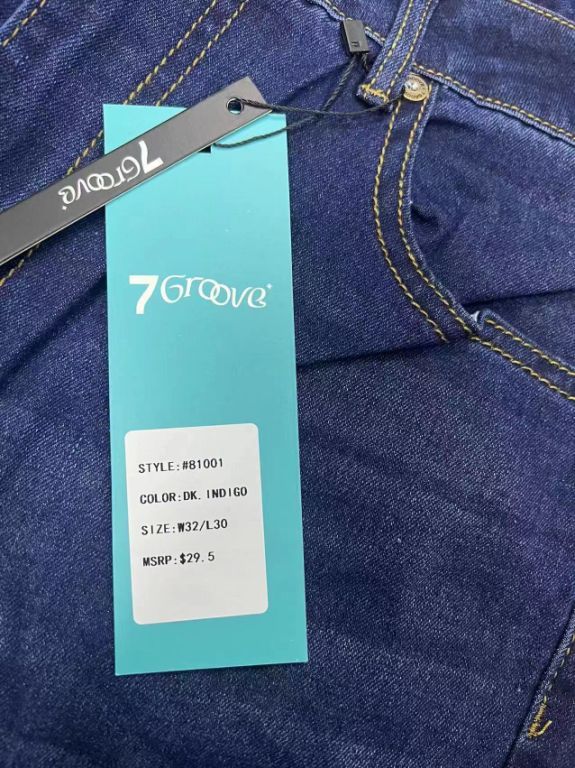 7Groove
7Groove
STYLE:#81001
COLOR:DK. INDIGO
SIZE:W32/L30
MSRP:$29.5